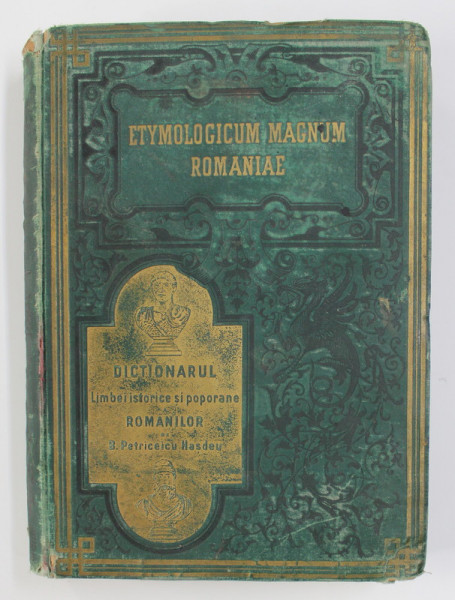 ETYMOLOGICUM MAGNUM
ROMANIAE
DICTIONARUL
Limbei istorice si poporane
ROMANILOR
B. Petriceicu Hasdeu